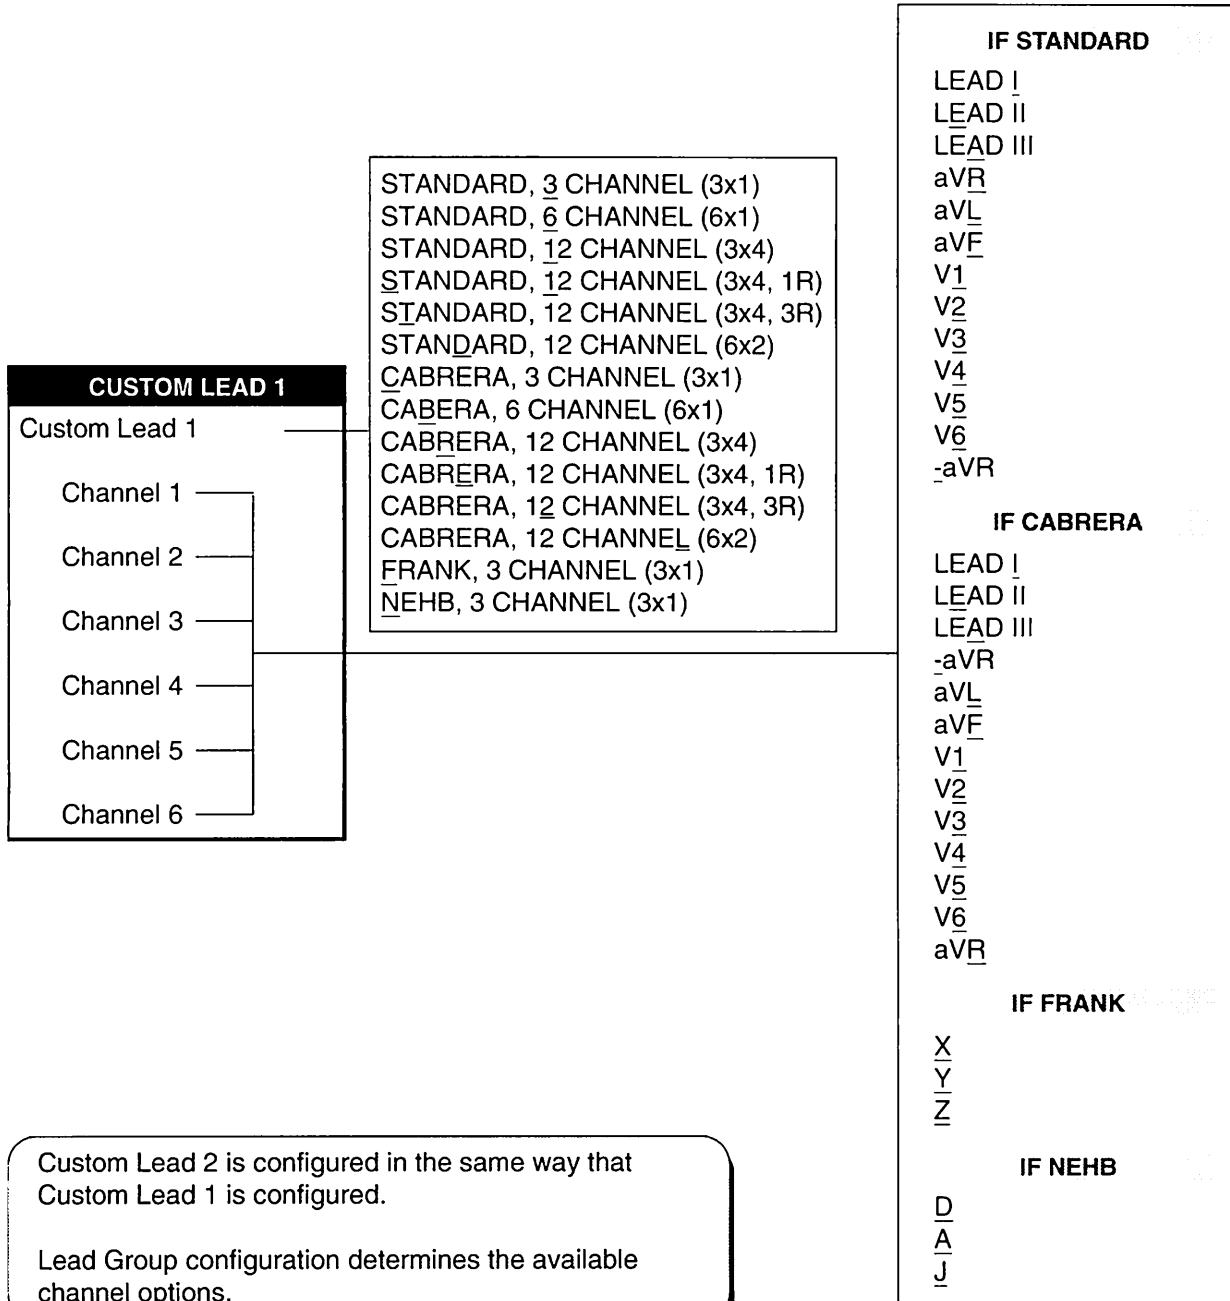 CUSTOM LEAD 1
Custom Lead 1
Channel 1
Channel 2
Channel 3
Channel 4
Channel 5
Channel 6
STANDARD, 3 CHANNEL (3x1)
STANDARD, 6 CHANNEL (6x1)
STANDARD, 12 CHANNEL (3x4)
STANDARD, 12 CHANNEL (3x4, 1R)
STANDARD, 12 CHANNEL (3x4, 3R)
STANDARD, 12 CHANNEL (6x2)
CABRERA, 3 CHANNEL (3x1)
CABERA, 6 CHANNEL (6x1)
CABRERA, 12 CHANNEL (3x4)
CABRERA, 12 CHANNEL (3x4, 1R)
CABRERA, 12 CHANNEL (3x4, 3R)
CABRERA, 12 CHANNEL (6x2)
FRANK, 3 CHANNEL (3x1)
NEHB, 3 CHANNEL (3x1)
IF STANDARD
LEAD I
LEAD II
LEAD III
aVR
aVL
aVF
V1
V2
V3
V4
V5
V6
-aVR
IF CABRERA
LEAD I
LEAD II
LEAD III
-aVR
aVL
aVF
V1
V2
V3
V4
V5
V6
aVR
IF FRANK
X
Y
Z
IF NEHB
D
A
J
Custom Lead 2 is configured in the same way that
Custom Lead 1 is configured.
Lead Group configuration determines the available
channel options.